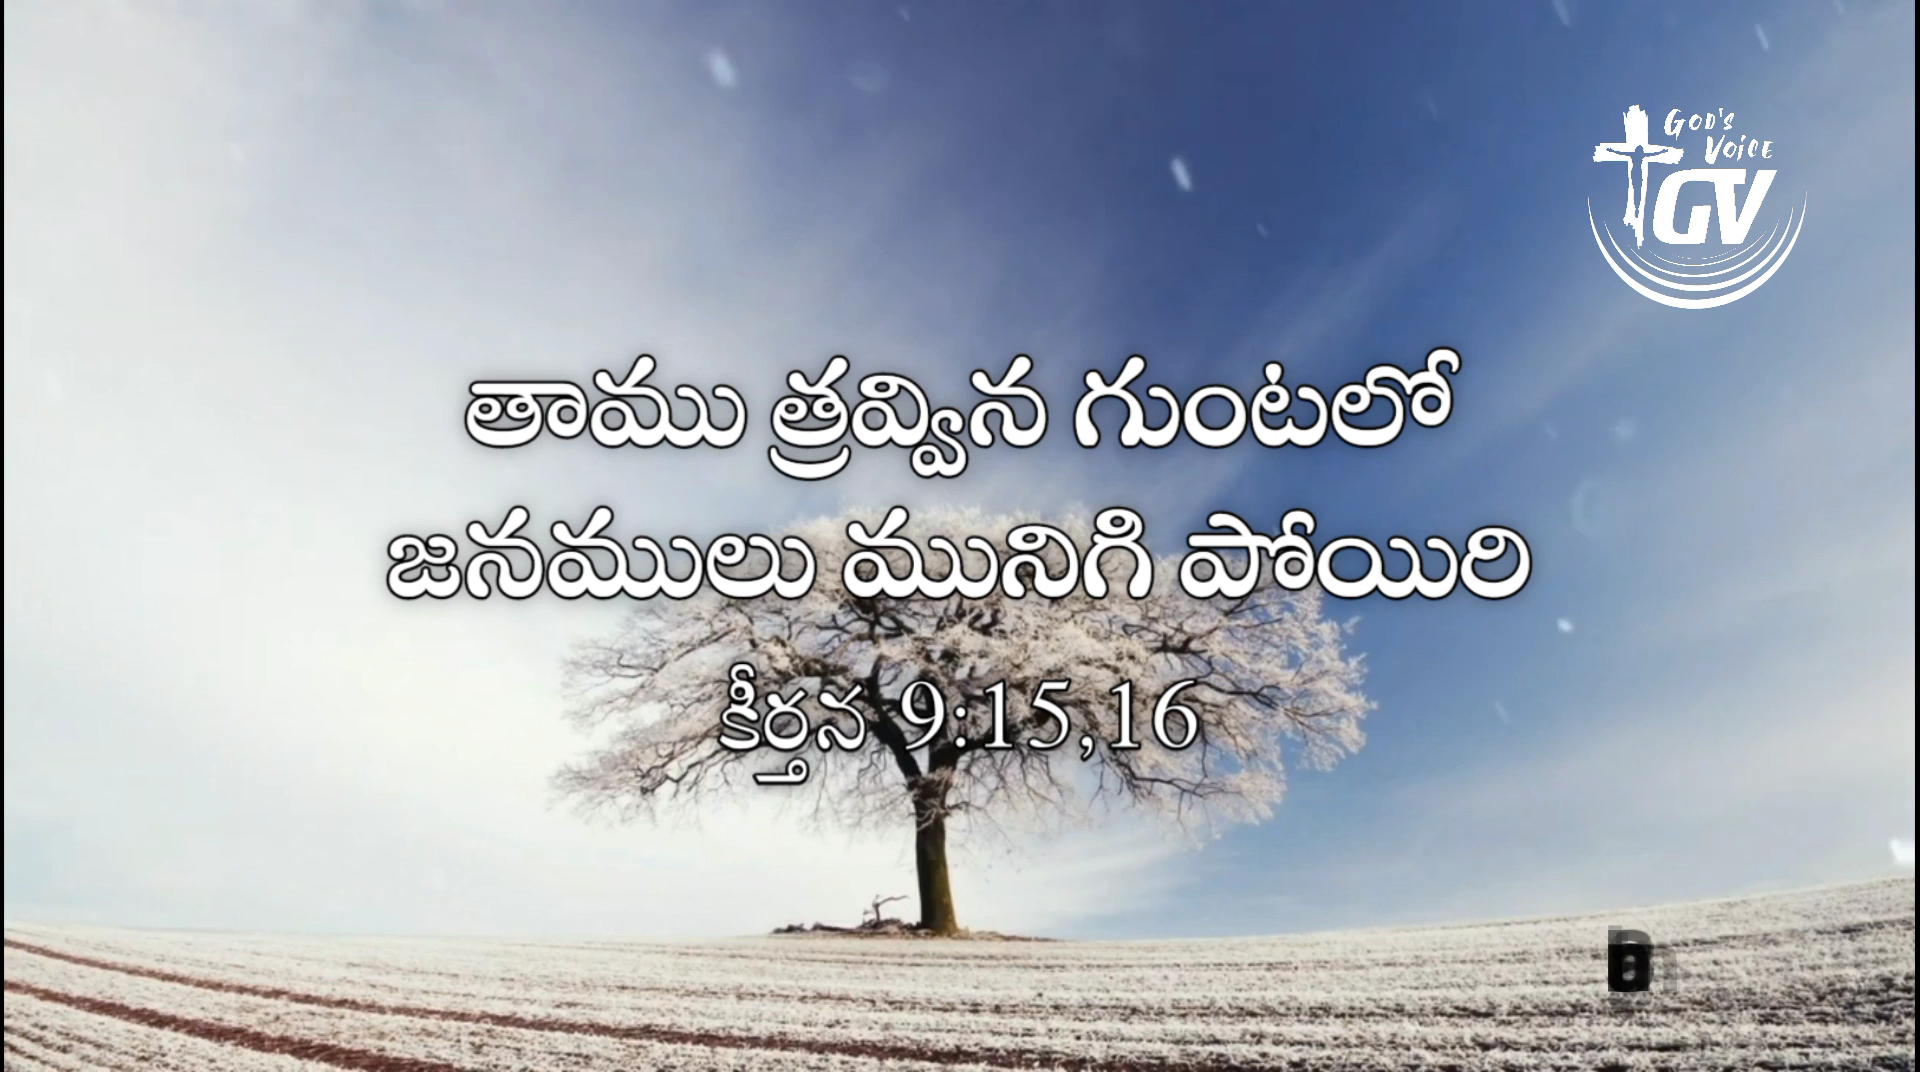 GOD'S
VOICE
GV
తాము త్రవ్విన గుంటలో
జనములు మునిగి పోయిరి
కీర్తన 9:15,16